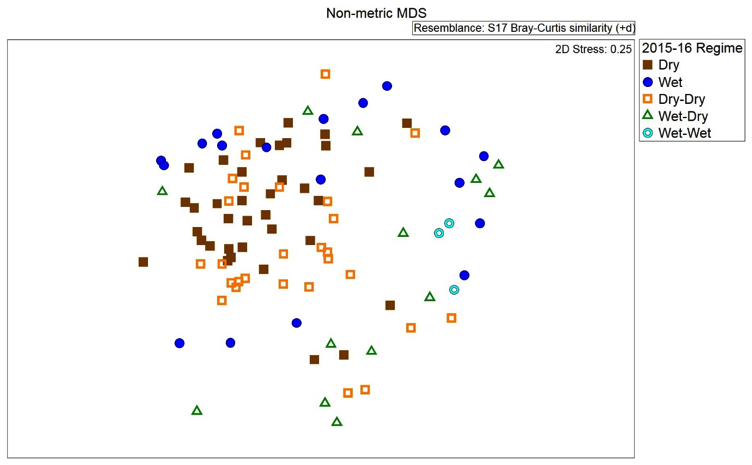 Non-metric MDS
Resemblance: S17 Bray-Curtis similarity (+d)
2D Stress: 0.25
2015-16 Regime
Dry
Wet
Dry-Dry
Wet-Dry
Wet-Wet